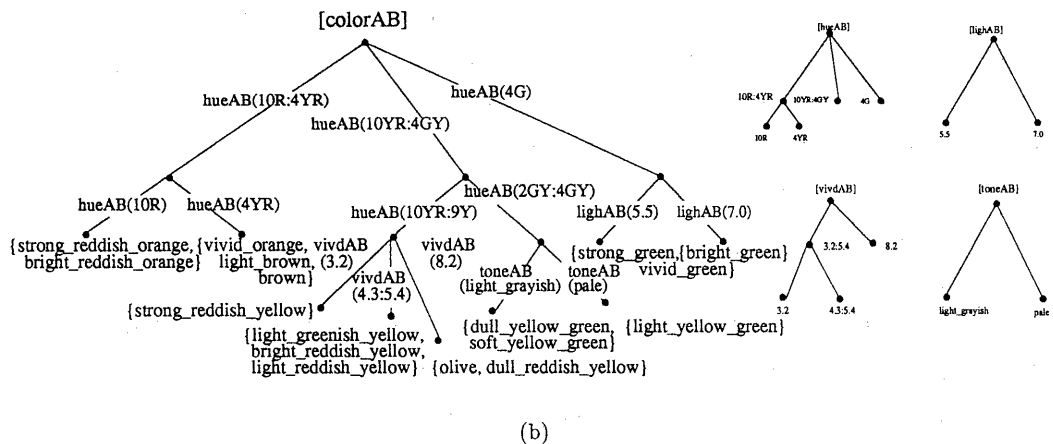 [colorAB]
hueAB(10R:4YR)
hueAB(10YR:4GY)
hueAB(4G)
hueAB(10R)
hueAB(4YR)
hueAB(10YR:9Y)
hueAB(2GY:4GY)
lighAB(5.5)
lighAB(7.0)
{strong_reddish_orange,
bright_reddish_orange}
{vivid_orange,
light_brown,
brown}
vivdAB
(3.2)
vivdAB
(4.3:5.4)
vivdAB
(8.2)
toneAB
(light_grayish)
toneAB
(pale)
{strong_green,
vivid_green}
{bright_green}
{strong_reddish_yellow}
{light_greenish_yellow,
bright_reddish_yellow,
light_reddish_yellow}
{olive, dull_reddish_yellow}
{dull_yellow_green,
soft_yellow_green}
{light_yellow_green}
[hueAB]
10R:4YR
10YR:4GY
4G
10R
4YR
[lighAB]
5.5
7.0
[vivdAB]
3.2:5.4
8.2
3.2
4.3:5.4
[toneAB}
light_grayish
pale
(b)